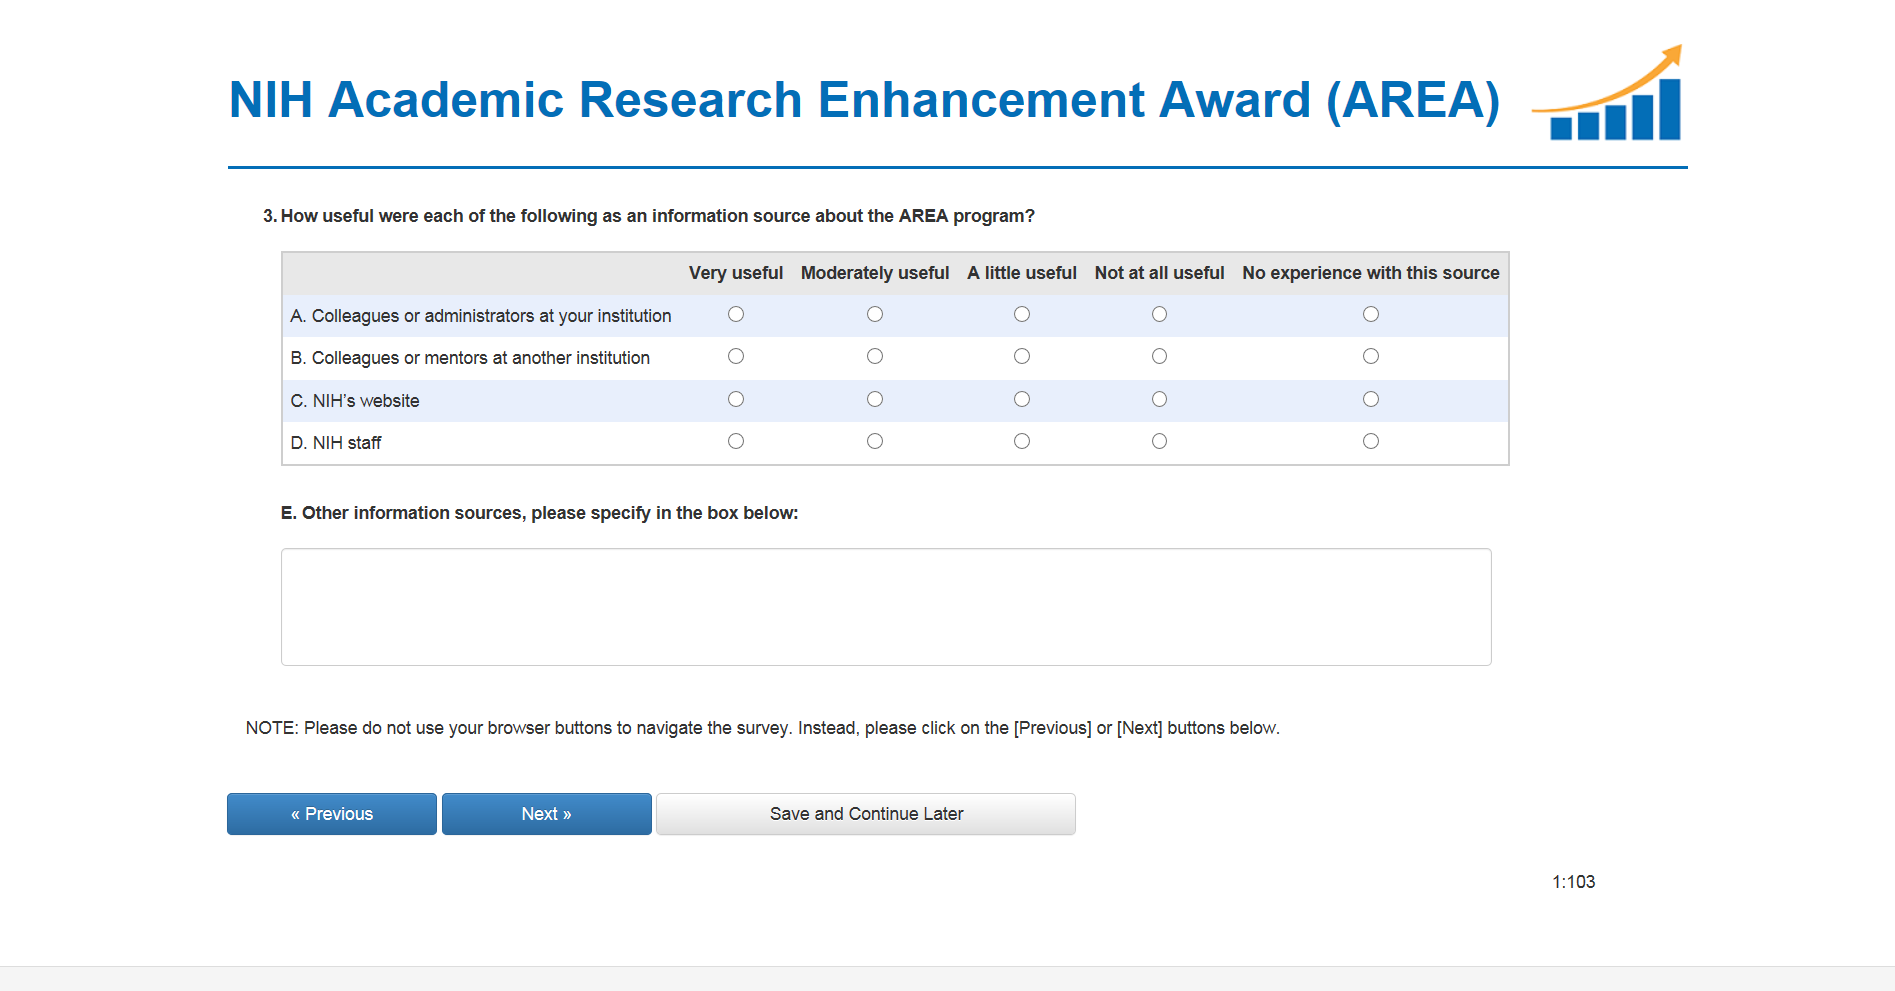 NIH Academic Research Enhancement Award (AREA)
3. How useful were each of the following as an information source about the AREA program?
Very useful Moderately useful A little useful Not at all useful No experience with this source
A. Colleagues or administrators at your institution
B. Colleagues or mentors at another institution
C. NIH’s website
D. NIH staff
E. Other information sources, please specify in the box below:
NOTE: Please do not use your browser buttons to navigate the survey. Instead, please click on the [Previous] or [Next] buttons below.
« Previous Next » Save and Continue Later
1:103